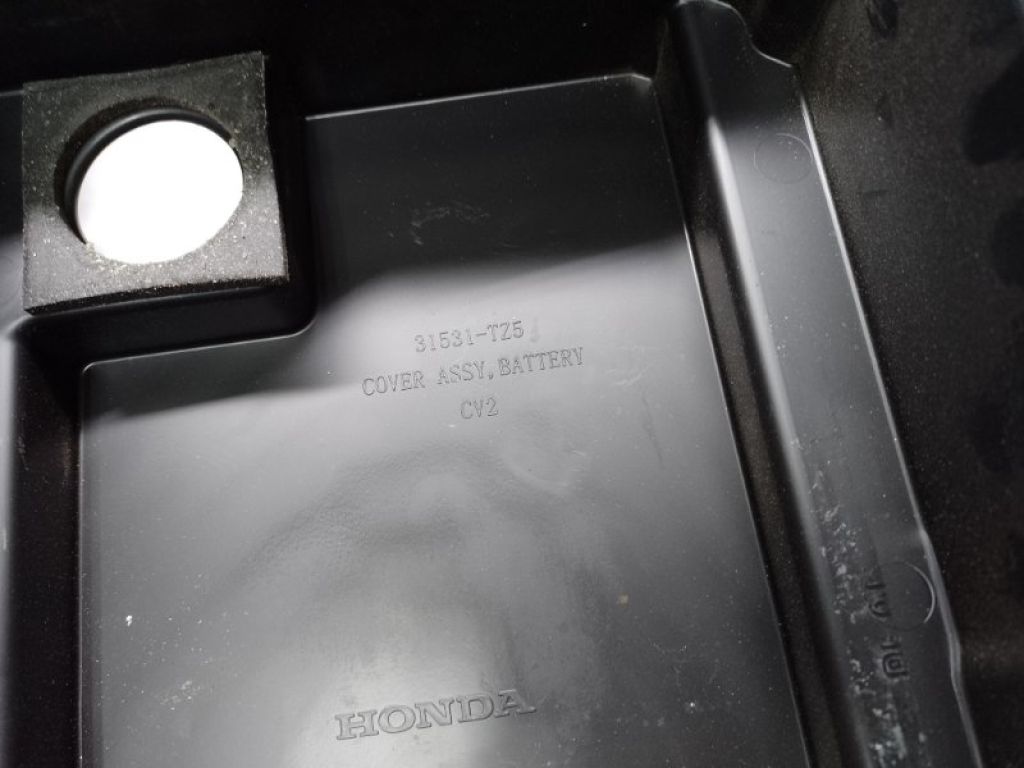 31531-TZ5
COVER ASSY, BATTERY
CV2
HONDA